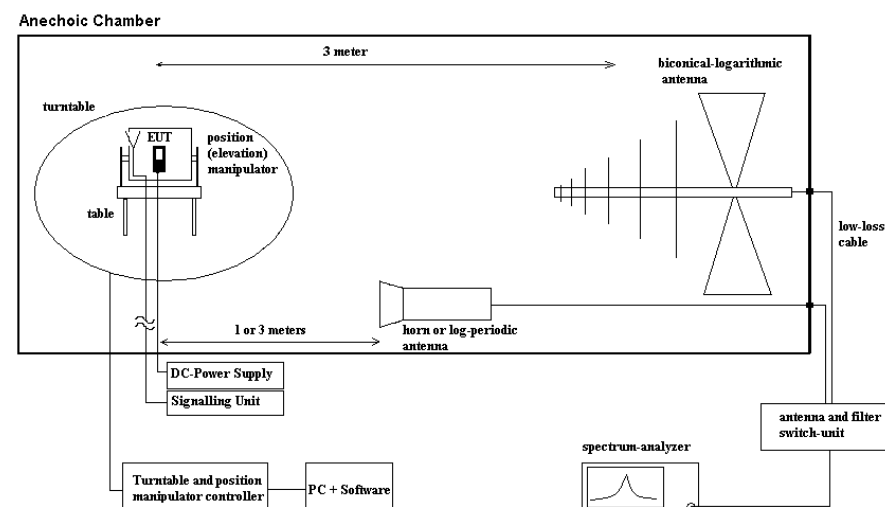 Anechoic Chamber
3 meter
biconical-logarithmic
antenna
turntable
EUT
position
(elevation)
manipulator
table
low-loss
cable
1 or 3 meters
horn or log-periodic
antenna
DC-Power Supply
Signalling Unit
antenna and filter
switch-unit
spectrum-analyzer
Turntable and position
manipulator controller
PC + Software